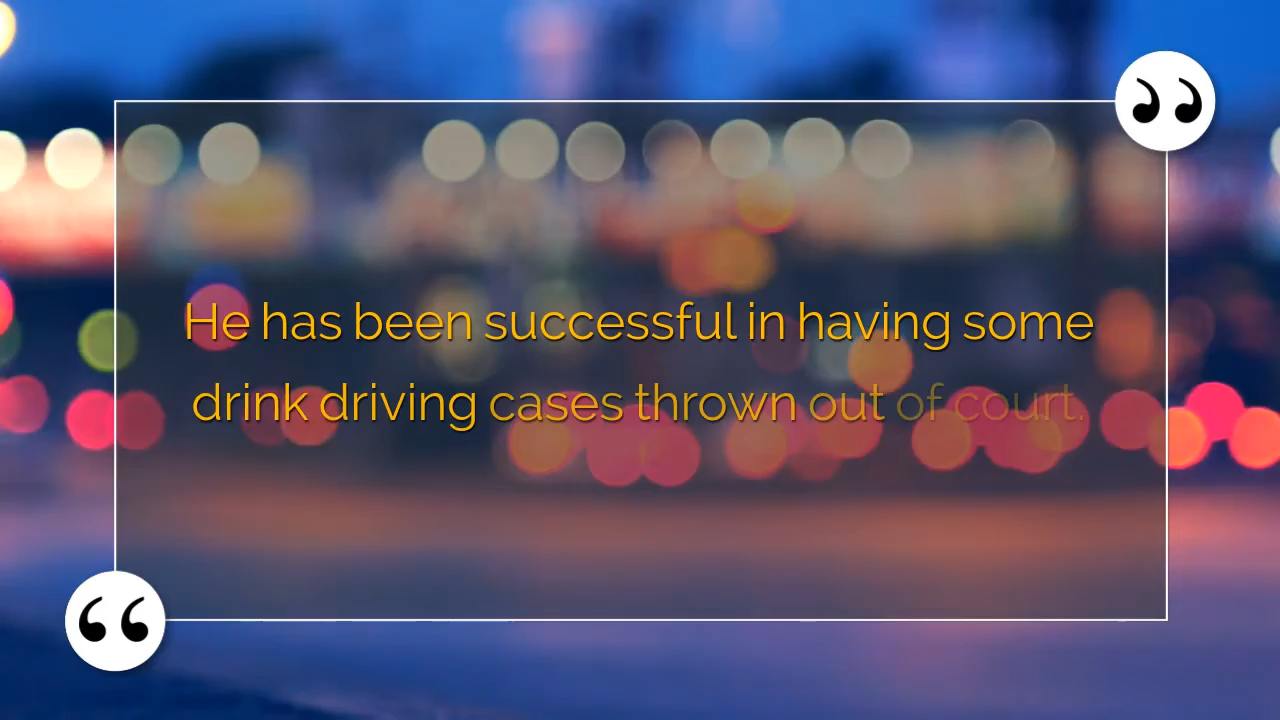 He has been successful in having some
drink driving cases thrown out of court.